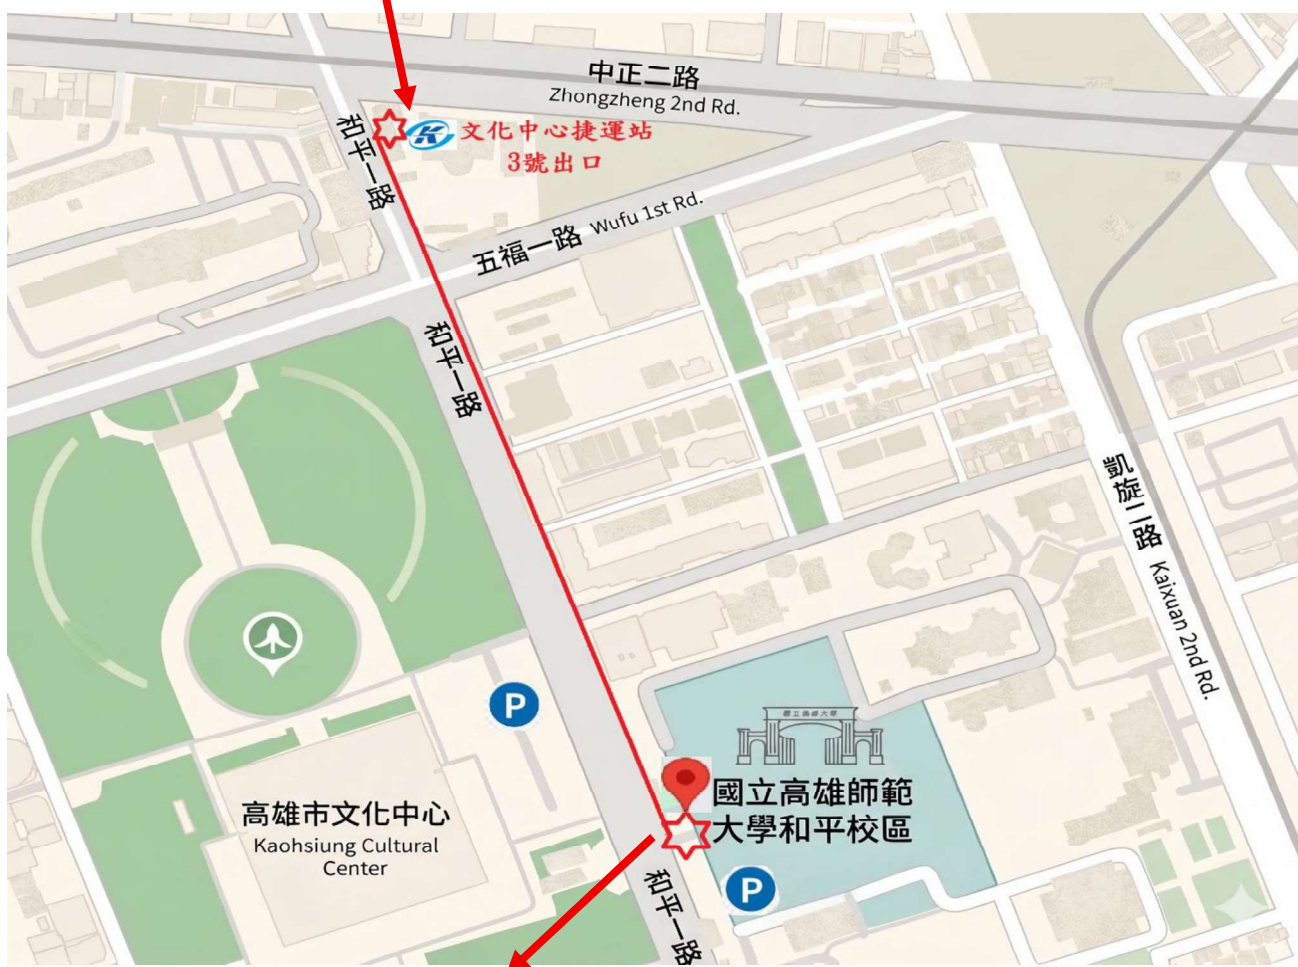 中正二路
Zhongzheng 2nd Rd.
和平一路
文化中心捷運站
3號出口
五福一路 Wufu 1st Rd.
和平一路
凱旋二路 Kaixuan 2nd Rd.
P
國立高雄師範
大學和平校區
高雄市文化中心
Kaohsiung Cultural
Center
P
和平一路